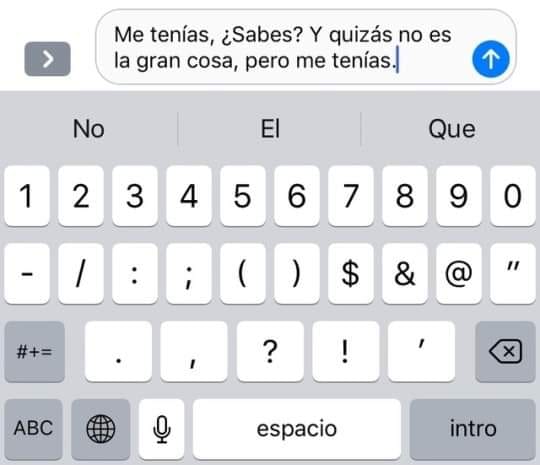 Me tenías, ¿Sabes? Y quizás no es
la gran cosa, pero me tenías.
No El Que
1 2 3 4 5 6 7 8 9 0
- / : ; ( ) $ & @ "
#+= . , ? ! '
ABC espacio intro